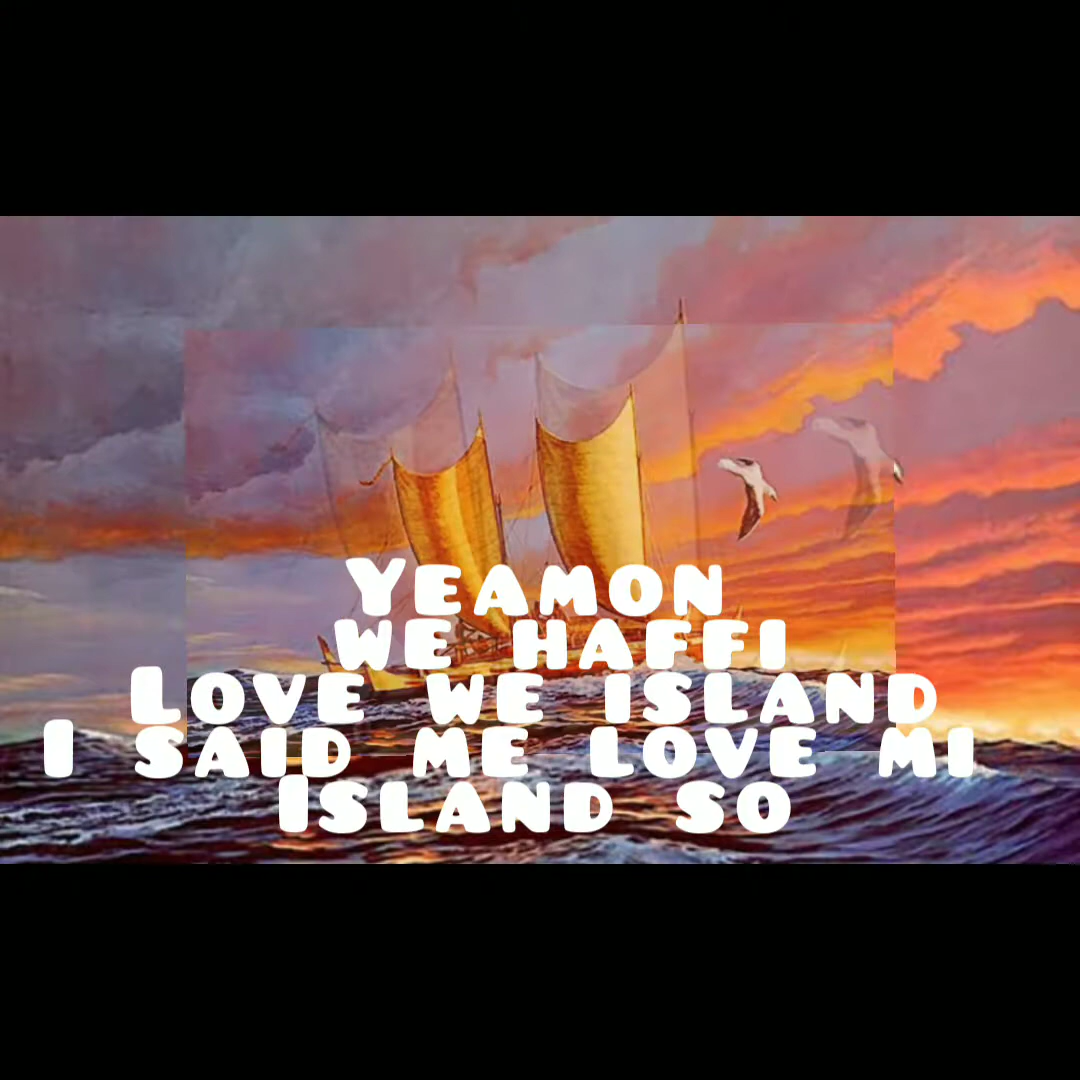 Yeamon
we haffi
Love we island
I said me love mi
Island so